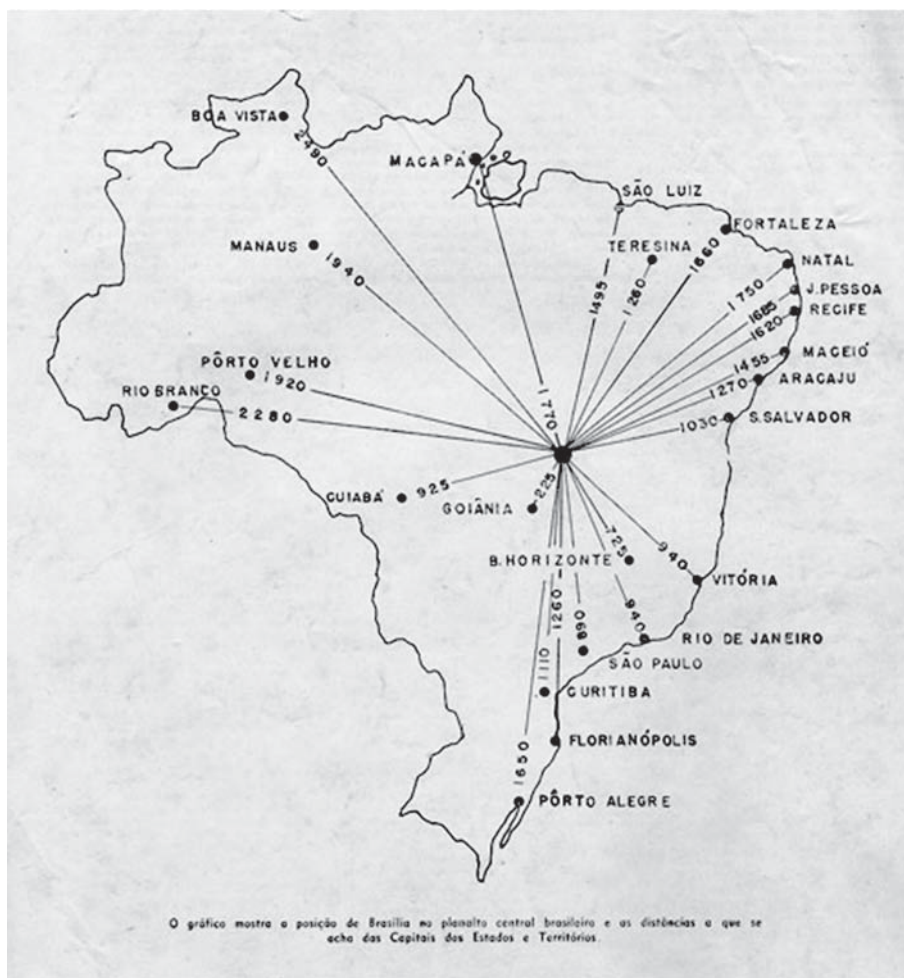 BOA VISTA
2490
MACAPÁ
SÃO LUIZ
FORTALEZA
MANAUS
1940
TERESINA
1660
NATAL
1495
1260
1750
J. PESSOA
1685
RECIFE
1620
PÔRTO VELHO
1920
MACEIÓ
1455
RIO BRANCO
2280
1770
1270
ARACAJU
1030
S. SALVADOR
CUIABÁ
925
GOIÂNIA
225
B. HORIZONTE
725
940
VITÓRIA
1260
890
940
RIO DE JANEIRO
SÃO PAULO
1110
CURITIBA
FLORIANÓPOLIS
1650
PÔRTO ALEGRE
O gráfico mostra a posição de Brasília no planalto central brasileiro e as distâncias a que se
acha das Capitais dos Estados e Territórios.